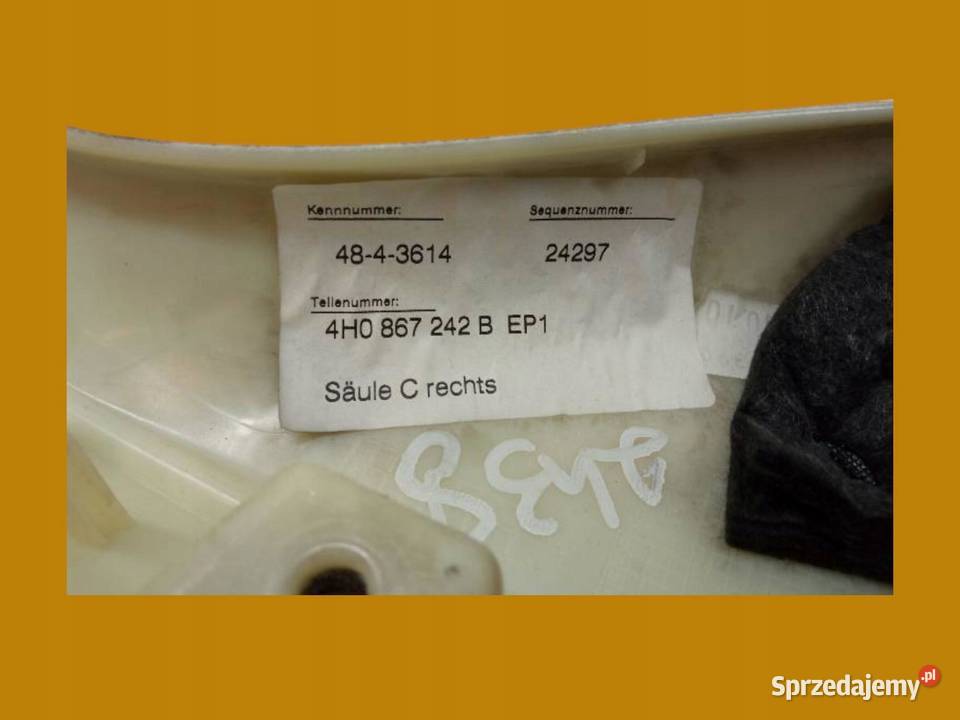 Kennnummer:
Sequenznummer:
48-4-3614
24297
Teilenummer:
4H0 867 242 B EP1
Säule C rechts
Sprzedajemy.pl